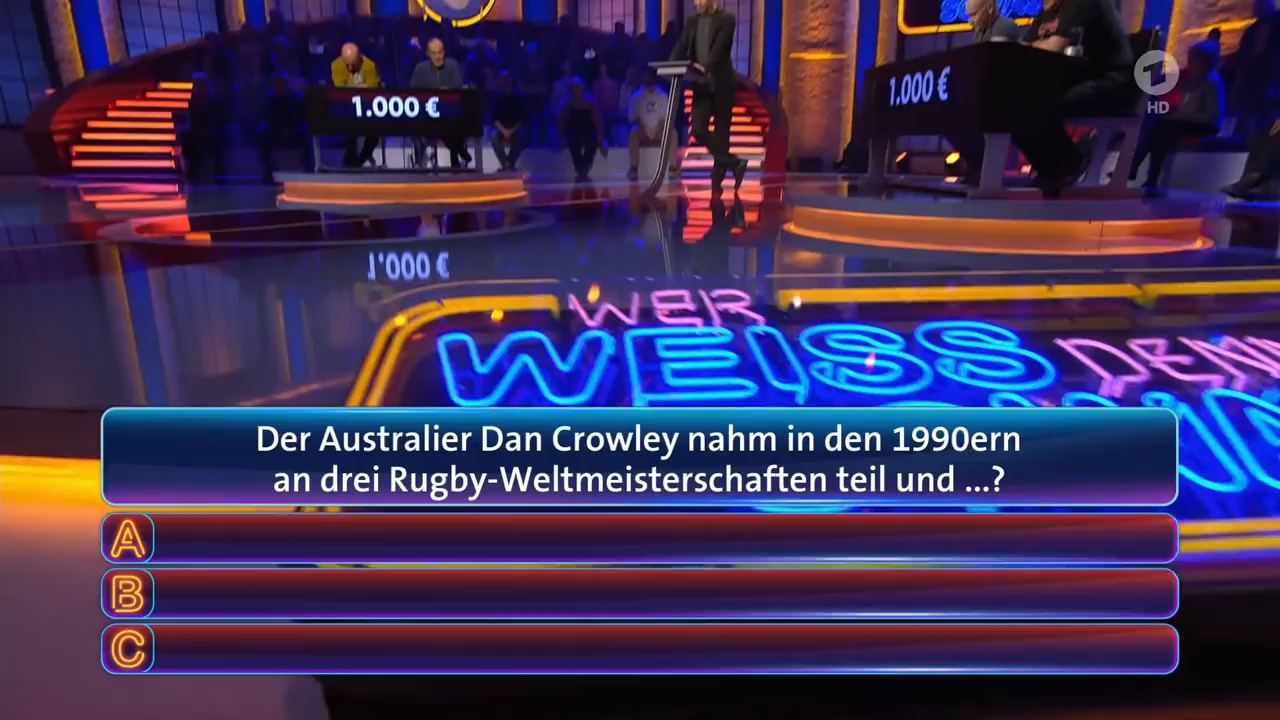 1.000 €
1.000 €
1
HD
1.000 €
WER
WEISS
Der Australier Dan Crowley nahm in den 1990ern
an drei Rugby-Weltmeisterschaften teil und ...?
A
B
C